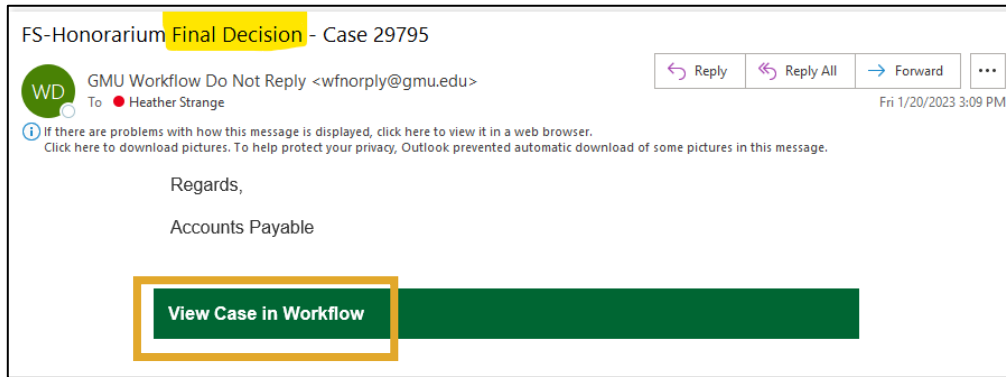 FS-Honorarium Final Decision - Case 29795
WD
GMU Workflow Do Not Reply <wfnorply@gmu.edu>
To Heather Strange
Reply
Reply All
Forward
...
Fri 1/20/2023 3:09 PM
If there are problems with how this message is displayed, click here to view it in a web browser.
Click here to download pictures. To help protect your privacy, Outlook prevented automatic download of some pictures in this message.
Regards,
Accounts Payable
View Case in Workflow